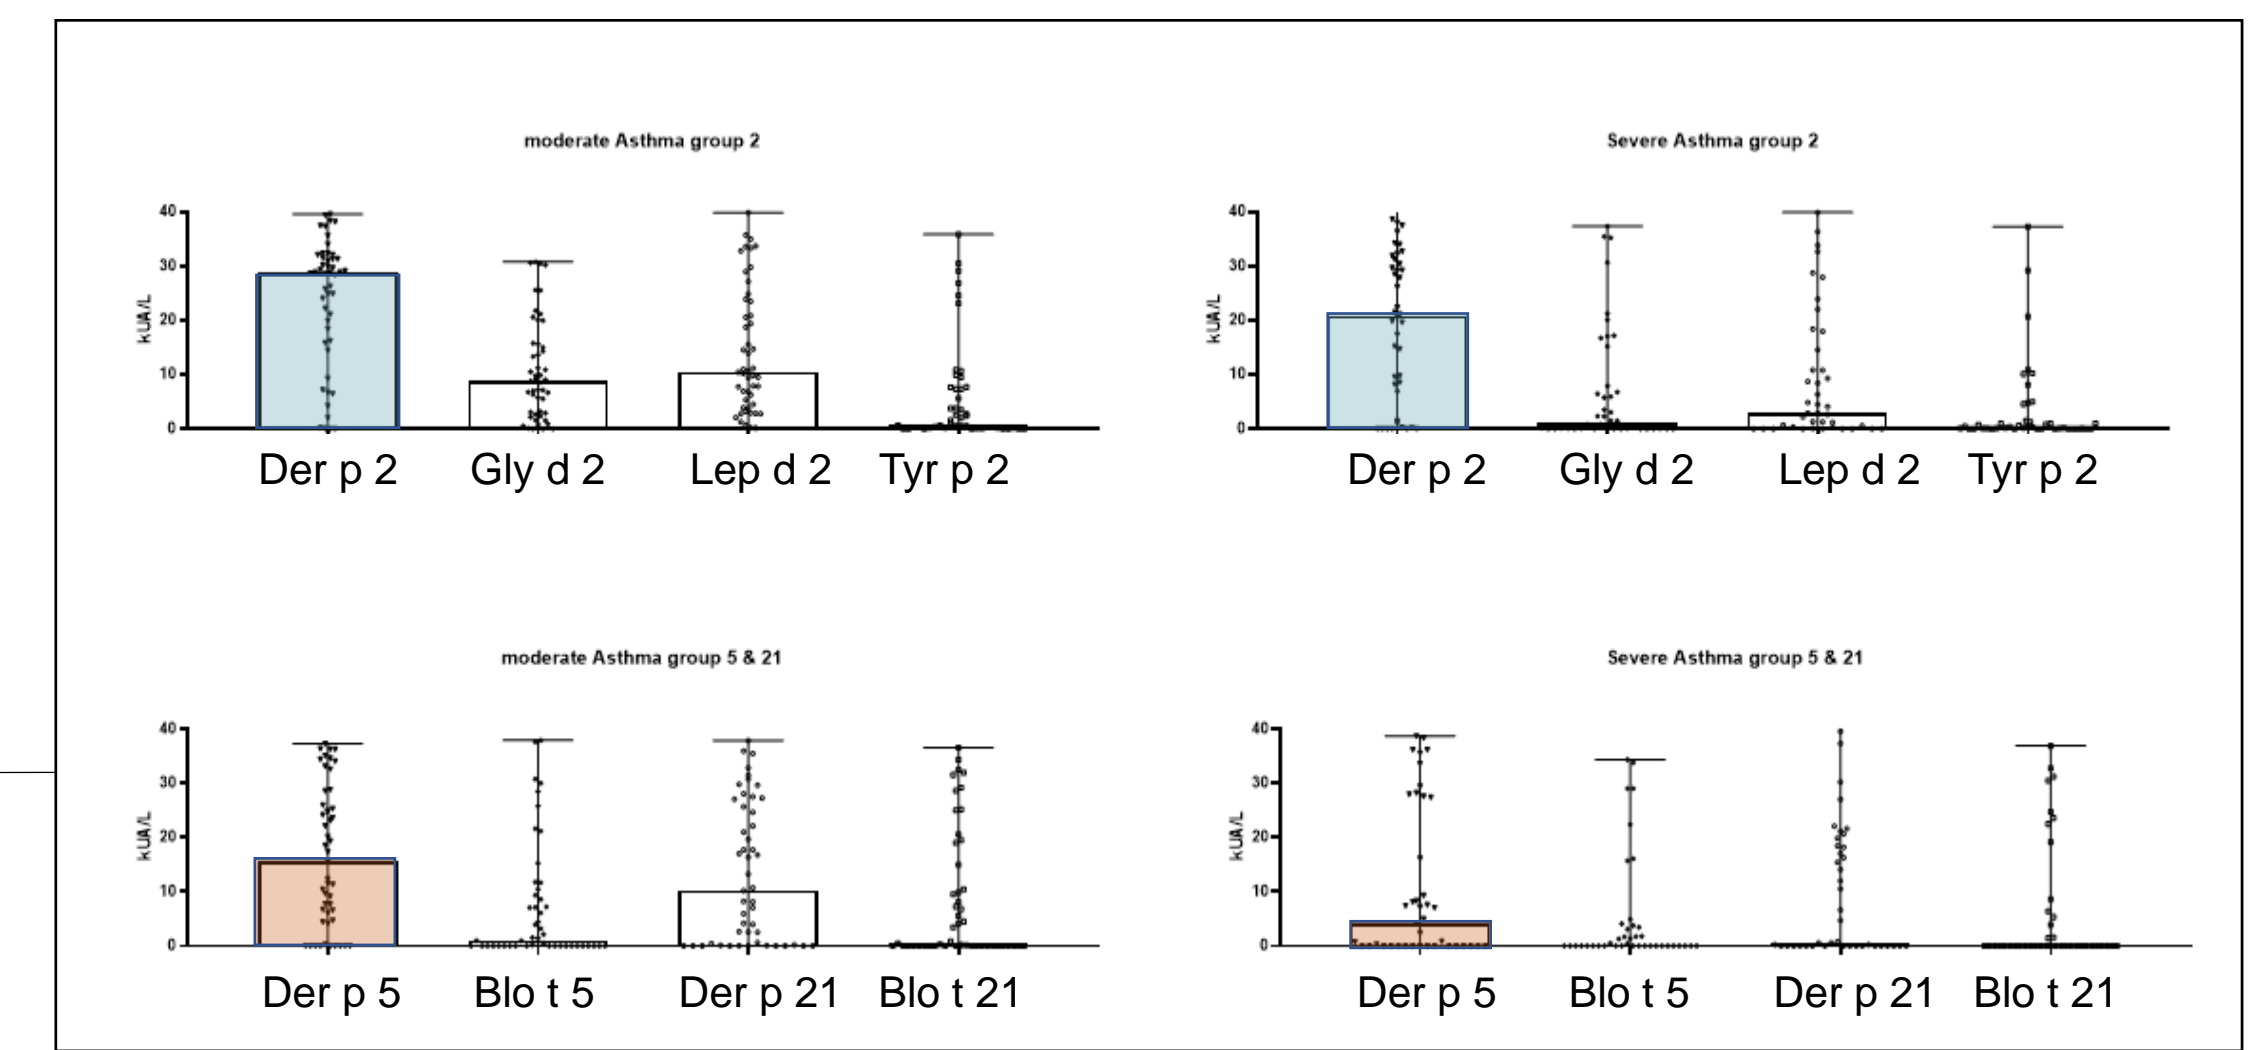 moderate Asthma group 2
40
30
20
10
0
kUA/L
Der p 2 Gly d 2 Lep d 2 Tyr p 2
Severe Asthma group 2
40
30
20
10
0
kUA/L
Der p 2 Gly d 2 Lep d 2 Tyr p 2
moderate Asthma group 5 & 21
40
30
20
10
0
kUA/L
Der p 5 Blo t 5 Der p 21 Blo t 21
Severe Asthma group 5 & 21
40
30
20
10
0
kUA/L
Der p 5 Blo t 5 Der p 21 Blo t 21